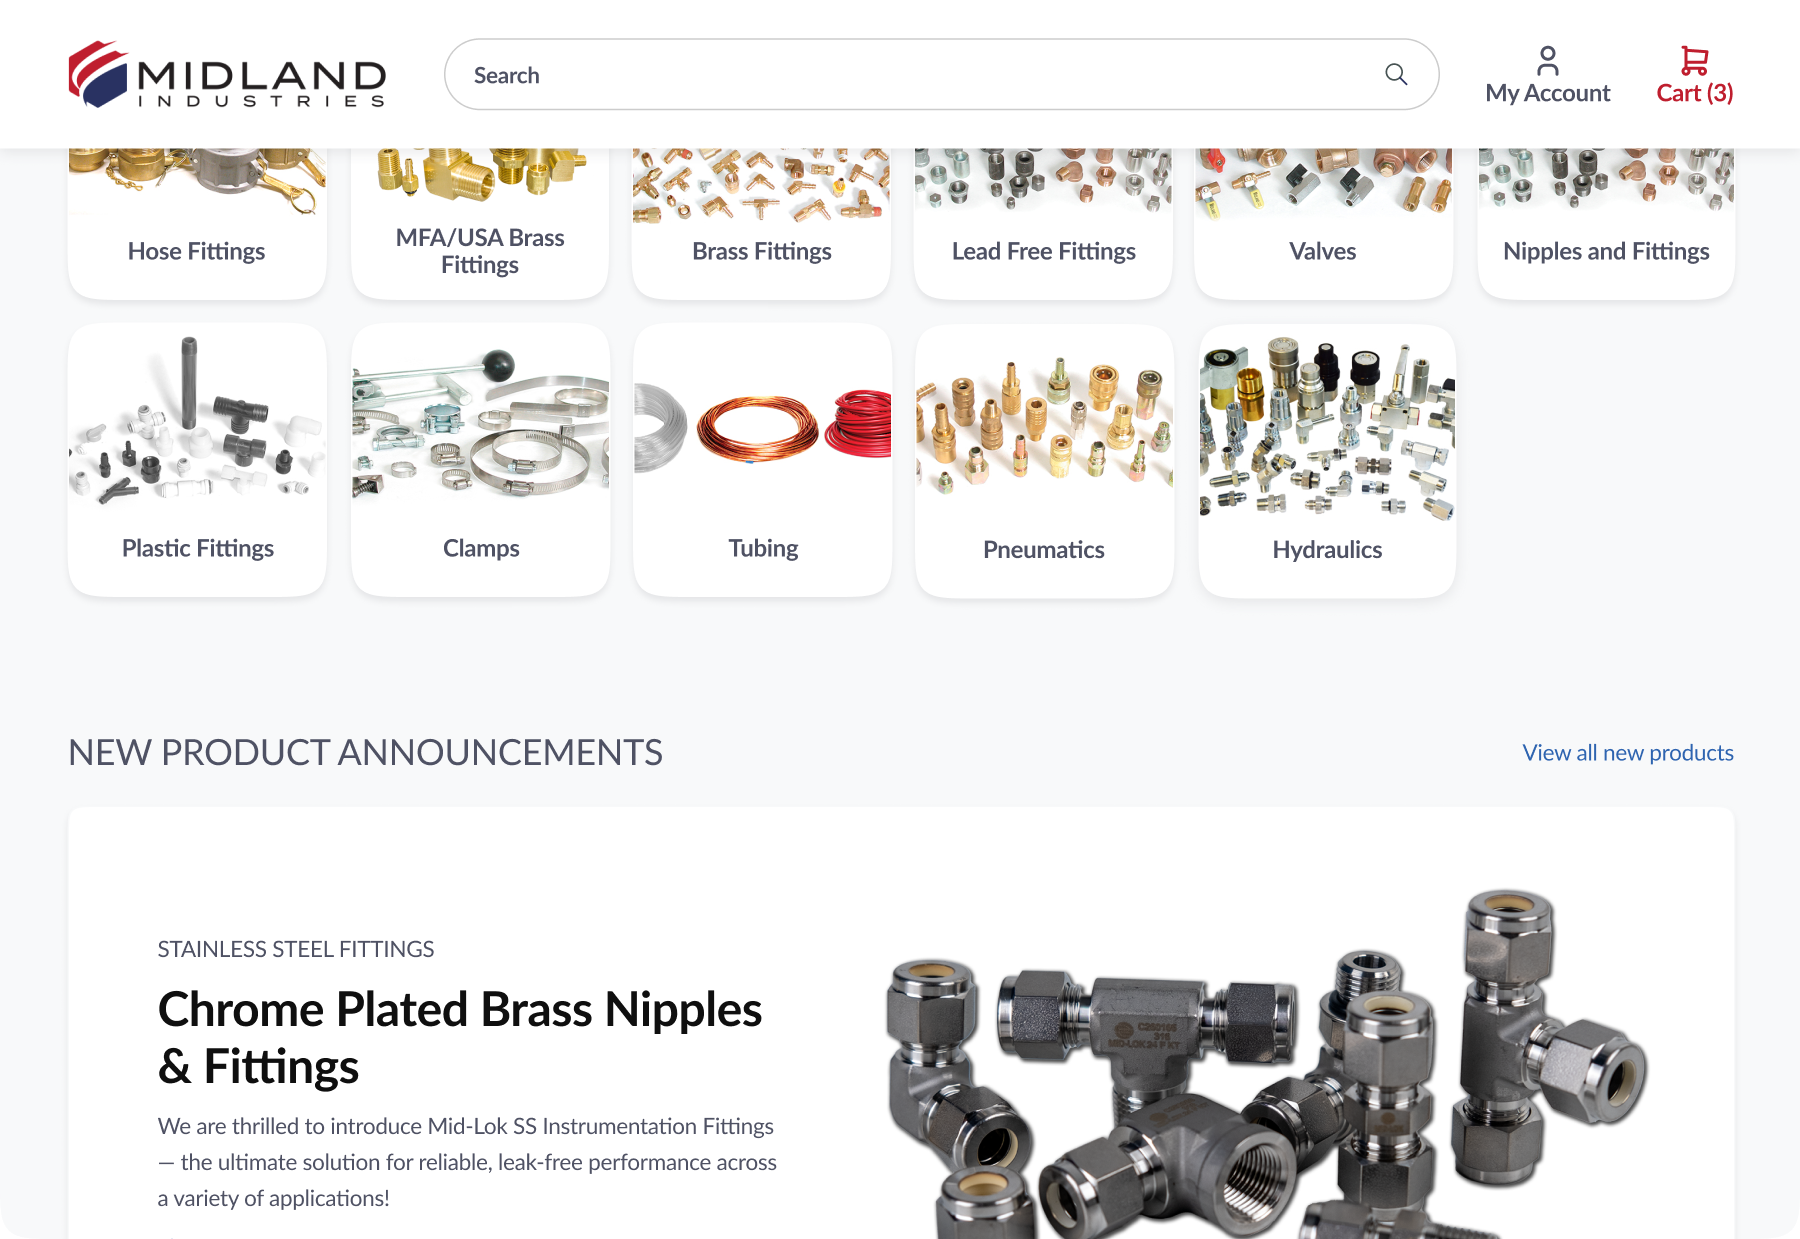 MIDLAND
INDUSTRIES
Search
My Account
Cart (3)
Hose Fittings
MFA/USA Brass
Fittings
Brass Fittings
Lead Free Fittings
Valves
Nipples and Fittings
Plastic Fittings
Clamps
Tubing
Pneumatics
Hydraulics
NEW PRODUCT ANNOUNCEMENTS
View all new products
STAINLESS STEEL FITTINGS
Chrome Plated Brass Nipples
& Fittings
We are thrilled to introduce Mid-Lok SS Instrumentation Fittings
— the ultimate solution for reliable, leak-free performance across
a variety of applications!
316